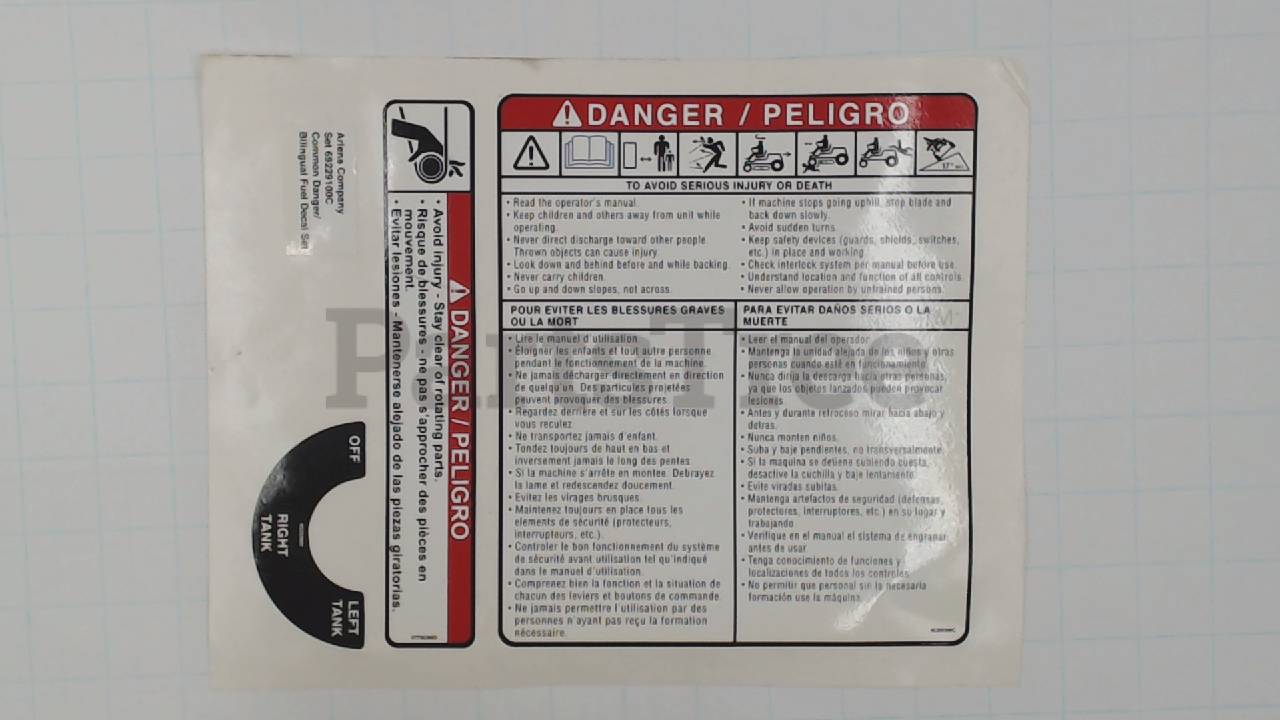 Ariens Company
Set 69229100C
Common Danger/
Bilingual Fuel Decal Set
OFF
RIGHT
TANK
LEFT
TANK
DANGER / PELIGRO
• Avoid injury - Stay clear of rotating parts.
• Risque de blessures - ne pas s'approcher des pièces en
mouvement.
• Evitar lesiones - Mantenerse alejado de las piezas giratorias.
DANGER / PELIGRO
17°
TO AVOID SERIOUS INJURY OR DEATH
• Read the operator's manual.
• Keep children and others away from unit while
operating.
• Never direct discharge toward other people
Thrown objects can cause injury.
• Look down and behind before and while backing.
• Never carry children.
• Go up and down slopes, not across.
• If machine stops going uphill, stop blade and
back down slowly.
• Avoid sudden turns.
• Keep safety devices (guards, shields, switches,
etc.) in place and working.
• Check interlock system per manual before use.
• Understand location and function of all controls.
• Never allow operation by untrained persons.
POUR EVITER LES BLESSURES GRAVES
OU LA MORT
• Lire le manuel d'utilisation.
• Éloigner les enfants et tout autre personne
pendant le fonctionnement de la machine.
• Ne jamais décharger directement en direction
de quelqu'un. Des particules projetées
peuvent provoquer des blessures.
• Regardez derrière et sur les côtés lorsque
vous reculez.
• Ne transportez jamais d'enfant.
• Tondez toujours de haut en bas et
inversement jamais le long des pentes.
• Si la machine s'arrête en montee. Debrayez
la lame et redescendez doucement.
• Evitez les virages brusques.
• Maintenez toujours en place tous les
elements de sécurité (protecteurs,
interrupteurs, etc.).
• Controler le bon fonctionnement du système
de sécurité avant utilisation tel qu'indiqué
dans le manuel d'utilisation.
• Comprenez bien la fonction et la situation de
chacun des leviers et boutons de commande.
• Ne jamais permettre l'utilisation par des
personnes n'ayant pas reçu la formation
nécessaire.
PARA EVITAR DAÑOS SERIOS O LA
MUERTE
• Leer el manual del operador
• Mantenga la unidad alejada de los niños y otras
personas cuando esté en funcionamiento.
• Nunca dirija la descarga hacia otras personas,
ya que los objetos lanzados pueden provocar
lesiones
• Antes y durante retroceso mirar hacia abajo y
detras.
• Nunca monten niños.
• Suba y baje pendientes, no transversalmente.
• Si la maquina se detiene subiendo cuesta,
desactive la cuchilla y baje lentamente.
• Evite viradas subitas.
• Mantenga artefactos de seguridad (defensas,
protectores, interruptores, etc.) en su lugar y
trabajando.
• Verifique en el manual el sistema de engranar
antes de usar.
• Tenga conocimiento de funciones y
localizaciones de todos los controles.
• No permitir que personal sin la necesaria
formación use la máquina.
PartsTree